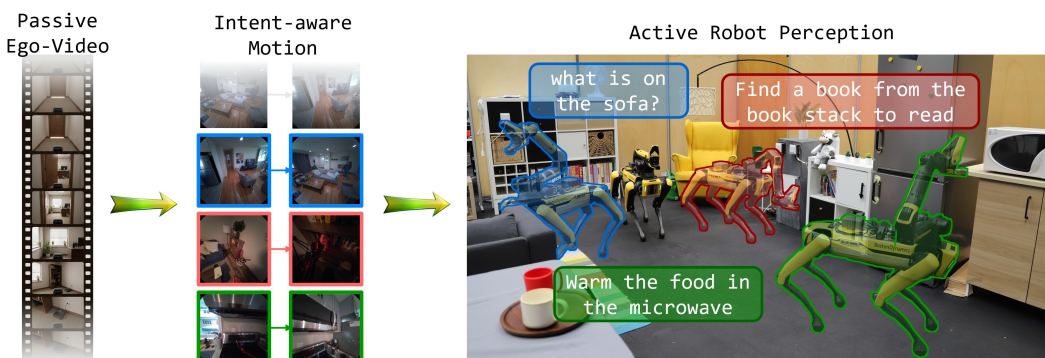 Passive
Ego-Video
Intent-aware
Motion
Active Robot Perception
what is on
the sofa?
Find a book from the
book stack to read
Warm the food in
the microwave
BostonDynamics